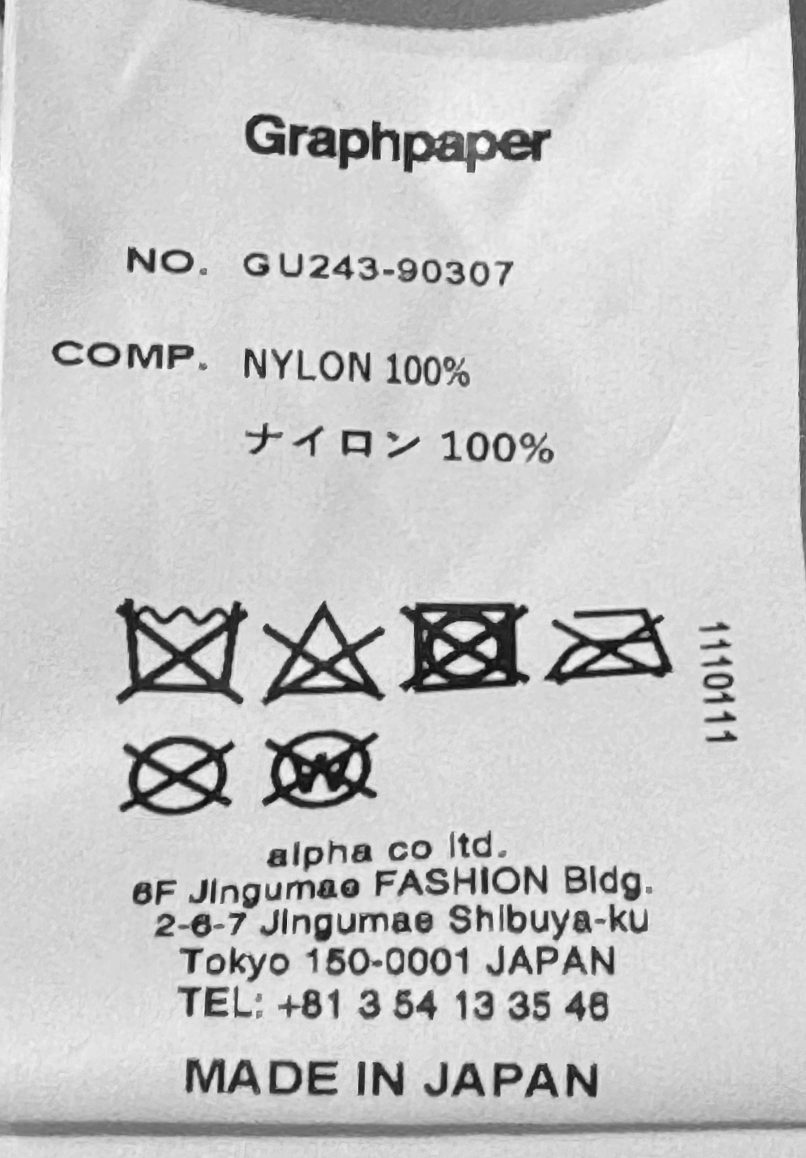 Graphpaper
NO. GU243-90307
COMP. NYLON 100%
ナイロン 100%
1110111
W
alpha co ltd.
6F Jingumae FASHION Bldg.
2-6-7 Jingumae Shibuya-ku
Tokyo 150-0001 JAPAN
TEL: +81 3 54 13 35 46
MADE IN JAPAN